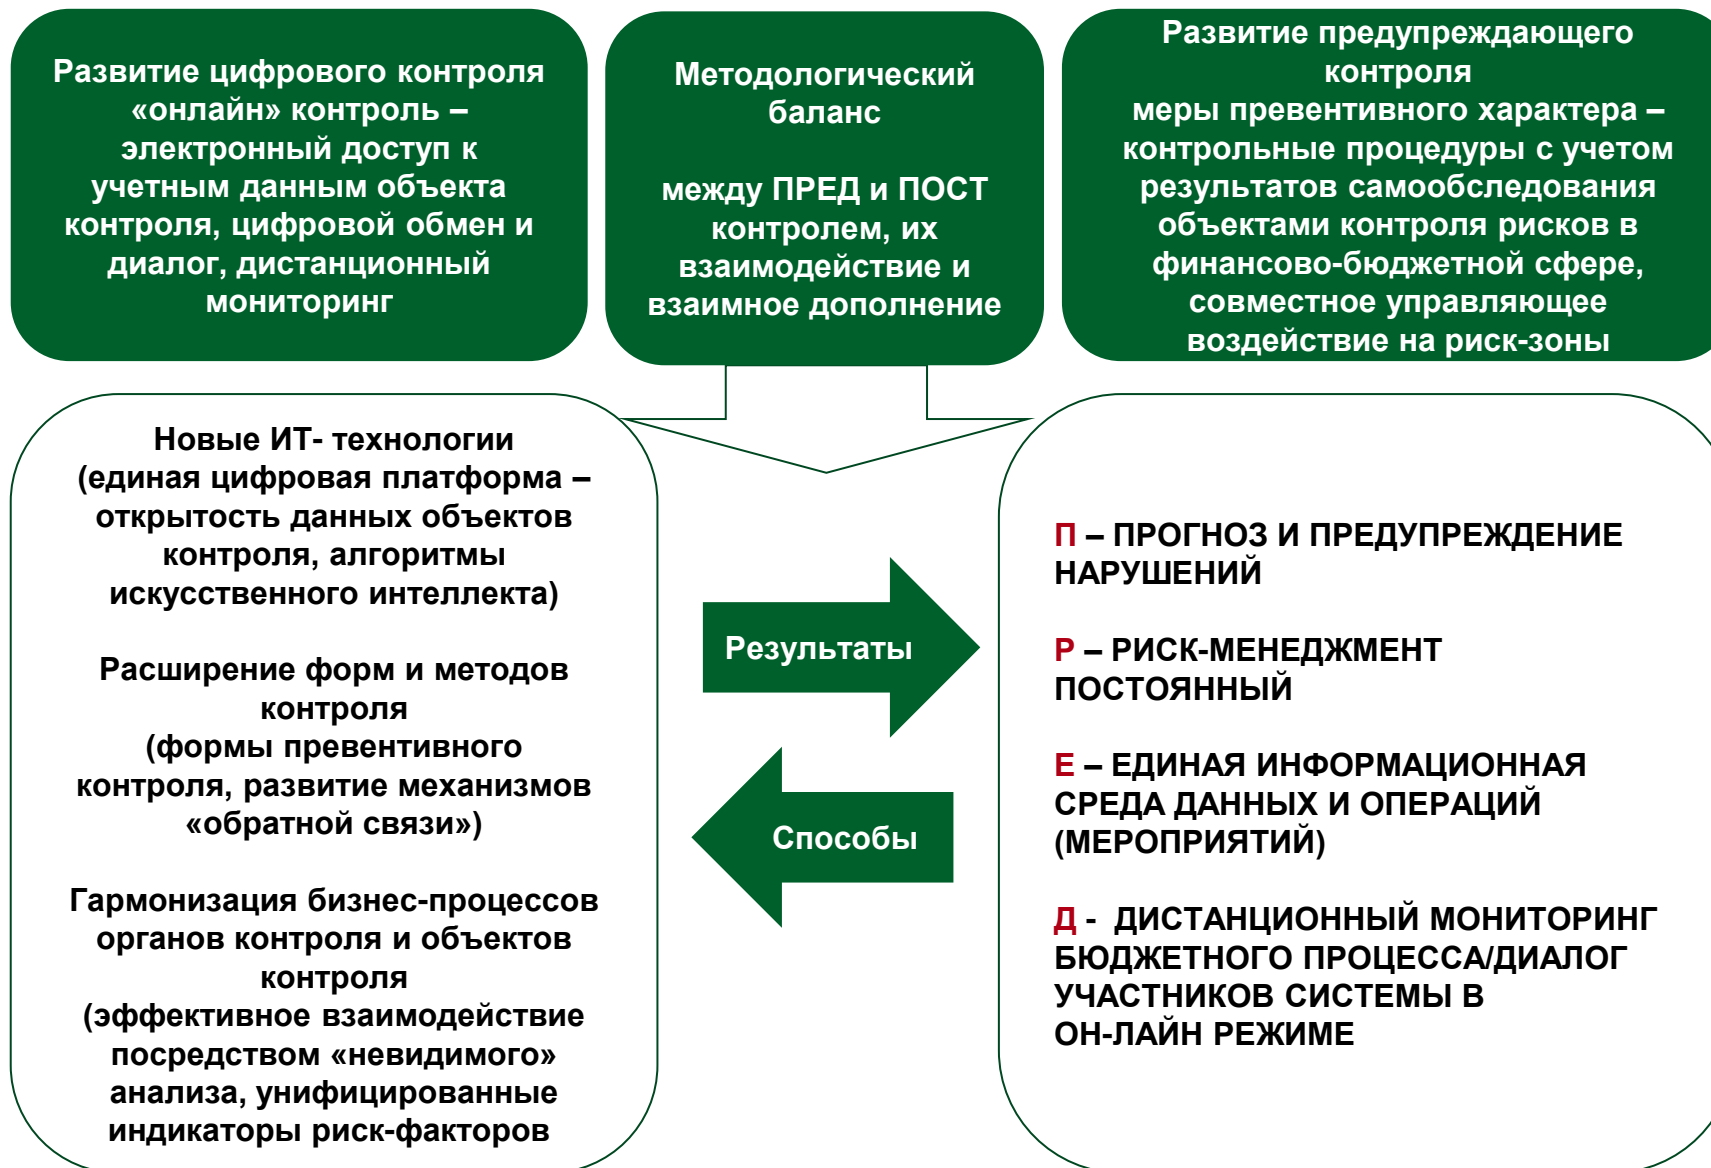 Развитие цифрового контроля
«онлайн» контроль –
электронный доступ к
учетным данным объекта
контроля, цифровой обмен и
диалог, дистанционный
мониторинг
Методологический
баланс
между ПРЕД и ПОСТ
контролем, их
взаимодействие и
взаимное дополнение
Развитие предупреждающего
контроля
меры превентивного характера –
контрольные процедуры с учетом
результатов самообследования
объектами контроля рисков в
финансово-бюджетной сфере,
совместное управляющее
воздействие на риск-зоны
Новые ИТ- технологии
(единая цифровая платформа –
открытость данных объектов
контроля, алгоритмы
искусственного интеллекта)
Расширение форм и методов
контроля
(формы превентивного
контроля, развитие механизмов
«обратной связи»)
Гармонизация бизнес-процессов
органов контроля и объектов
контроля
(эффективное взаимодействие
посредством «невидимого»
анализа, унифицированные
индикаторы риск-факторов
Результаты
Способы
П – ПРОГНОЗ И ПРЕДУПРЕЖДЕНИЕ
НАРУШЕНИЙ
Р – РИСК-МЕНЕДЖМЕНТ
ПОСТОЯННЫЙ
Е – ЕДИНАЯ ИНФОРМАЦИОННАЯ
СРЕДА ДАННЫХ И ОПЕРАЦИЙ
(МЕРОПРИЯТИЙ)
Д - ДИСТАНЦИОННЫЙ МОНИТОРИНГ
БЮДЖЕТНОГО ПРОЦЕССА/ДИАЛОГ
УЧАСТНИКОВ СИСТЕМЫ В
ОН-ЛАЙН РЕЖИМЕ